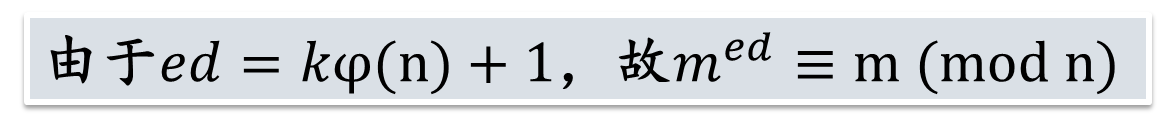 由于ed = kφ(n) + 1，故m^{ed} ≡ m (mod n)